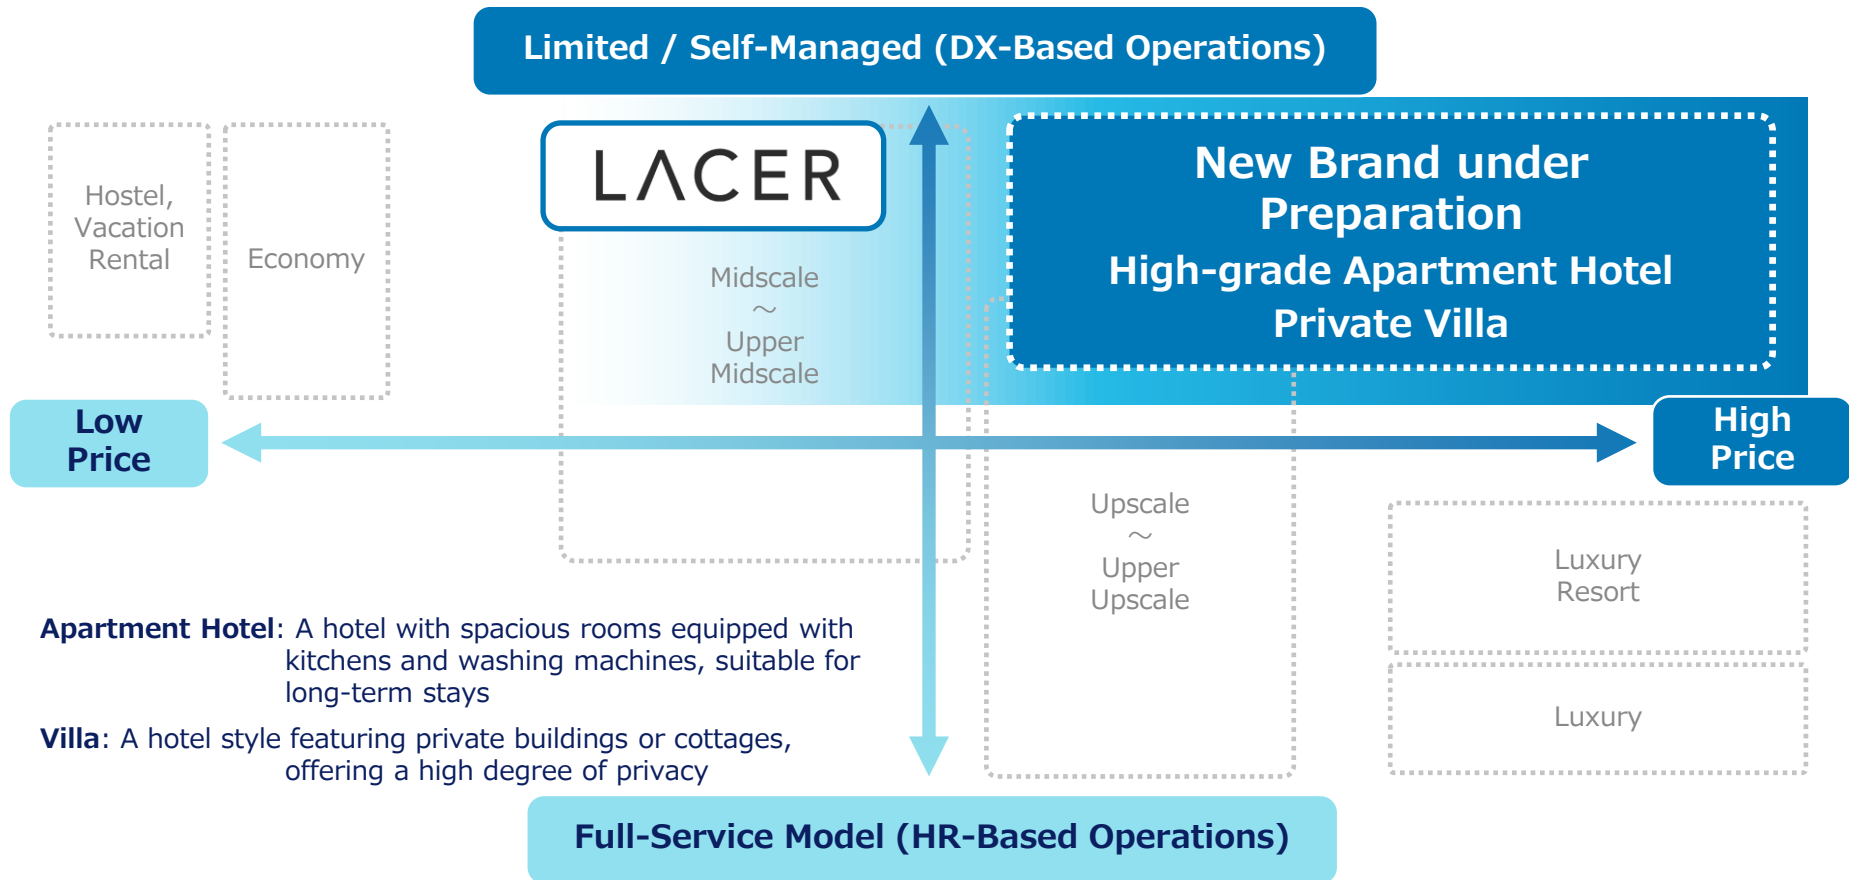 Limited / Self-Managed (DX-Based Operations)
LACER
New Brand under
Preparation
High-grade Apartment Hotel
Private Villa
Hostel,
Vacation
Rental
Economy
Midscale
~
Upper
Midscale
Low
Price
High
Price
Upscale
~
Upper
Upscale
Luxury
Resort
Luxury
Apartment Hotel: A hotel with spacious rooms equipped with
kitchens and washing machines, suitable for
long-term stays
Villa: A hotel style featuring private buildings or cottages,
offering a high degree of privacy
Full-Service Model (HR-Based Operations)